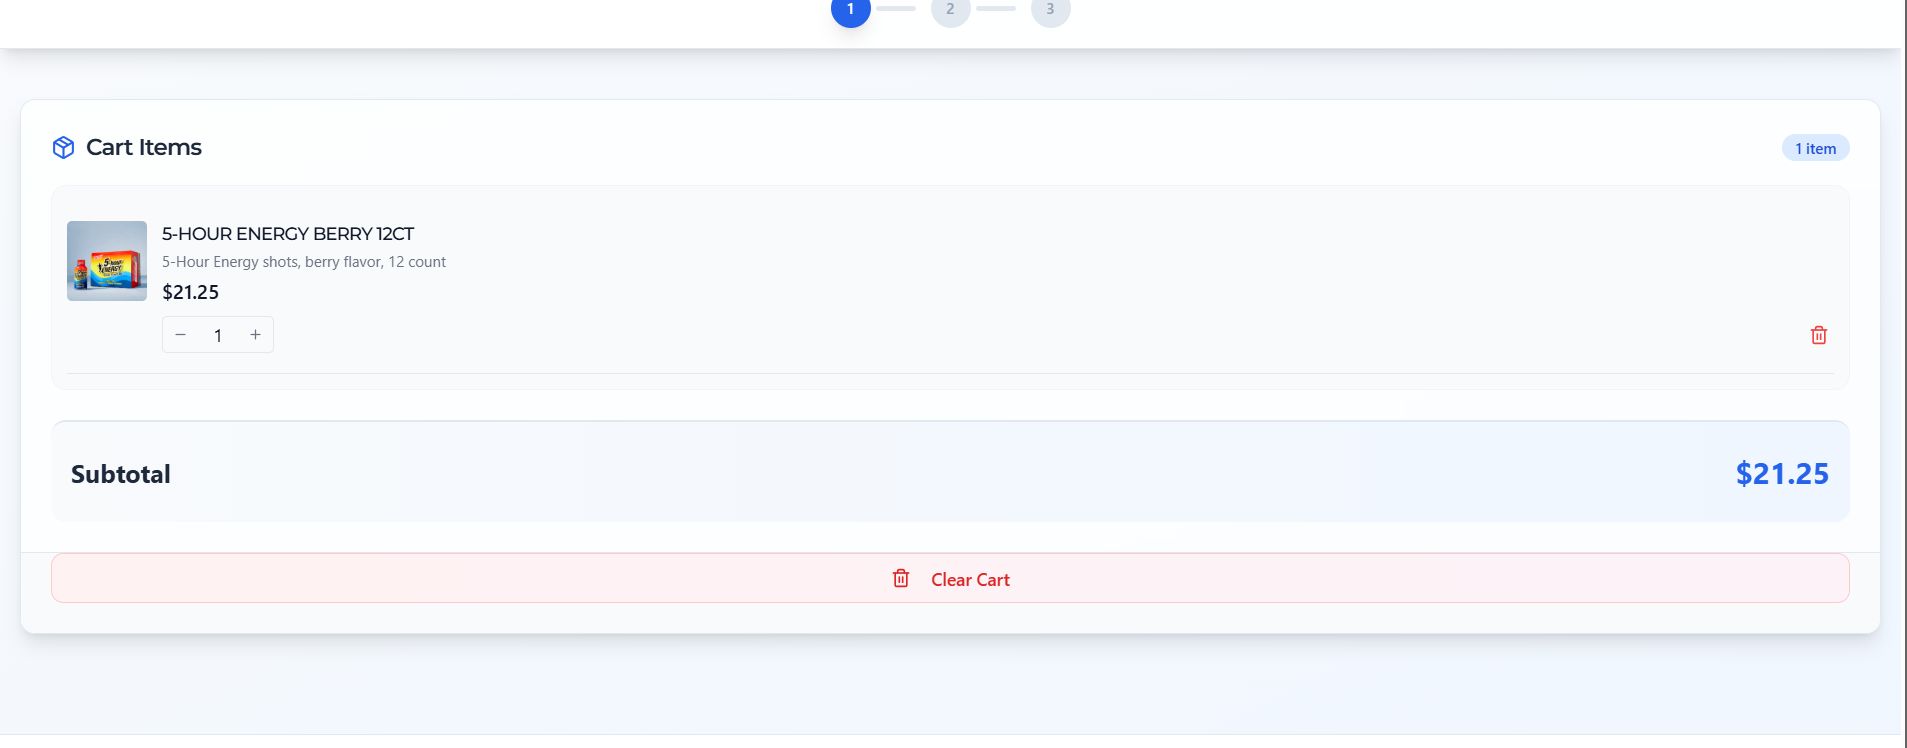 1 2 3
Cart Items
1 item
5-HOUR ENERGY BERRY 12CT
5-Hour Energy shots, berry flavor, 12 count
$21.25
− 1 +
Subtotal
$21.25
Clear Cart